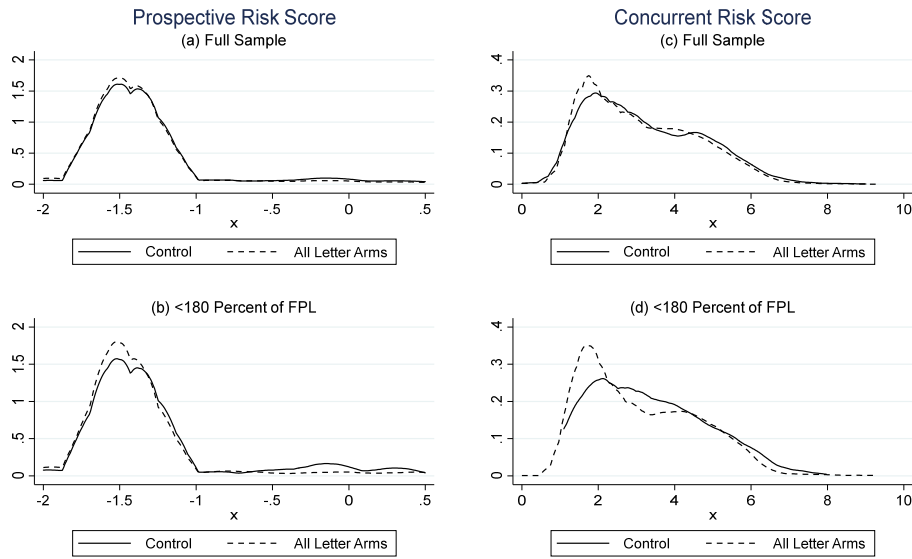 Prospective Risk Score
(a) Full Sample
2
1.5
1
.5
0
-2 -1.5 -1 -.5 0 .5
x
Control All Letter Arms
Concurrent Risk Score
(c) Full Sample
.4
.3
.2
.1
0
0 2 4 6 8 10
x
Control All Letter Arms
(b) <180 Percent of FPL
2
1.5
1
.5
0
-2 -1.5 -1 -.5 0 .5
x
Control All Letter Arms
(d) <180 Percent of FPL
.4
.3
.2
.1
0
0 2 4 6 8 10
x
Control All Letter Arms